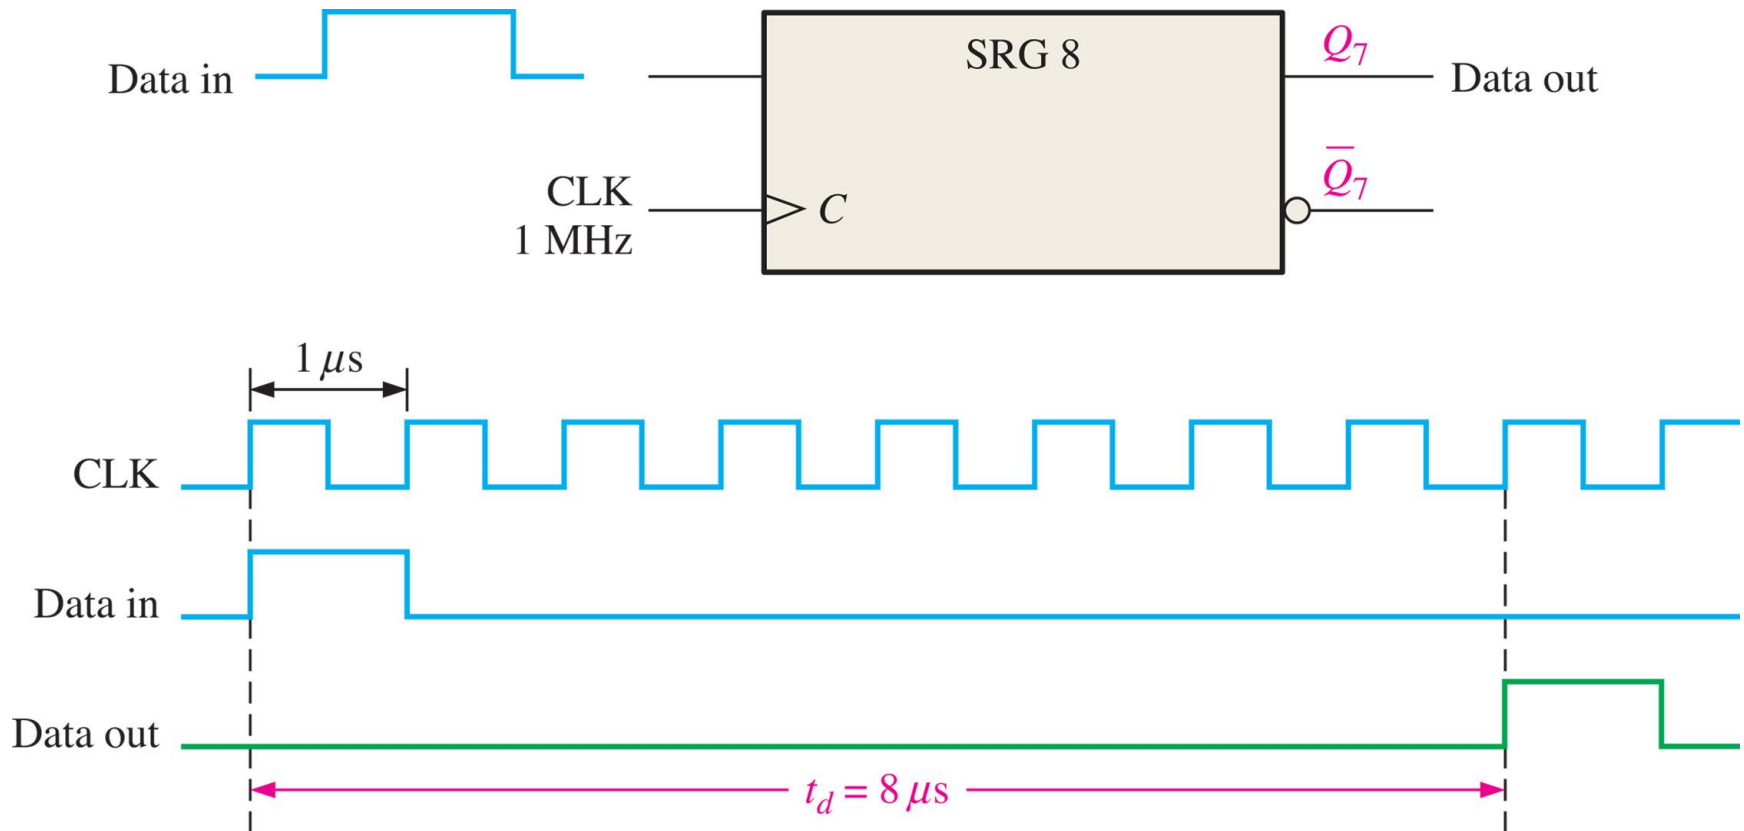 SRG 8
Q₇
Data in
Data out
Q̅₇
CLK
C
1 MHz
1 μs
CLK
Data in
Data out
t_d = 8 μs